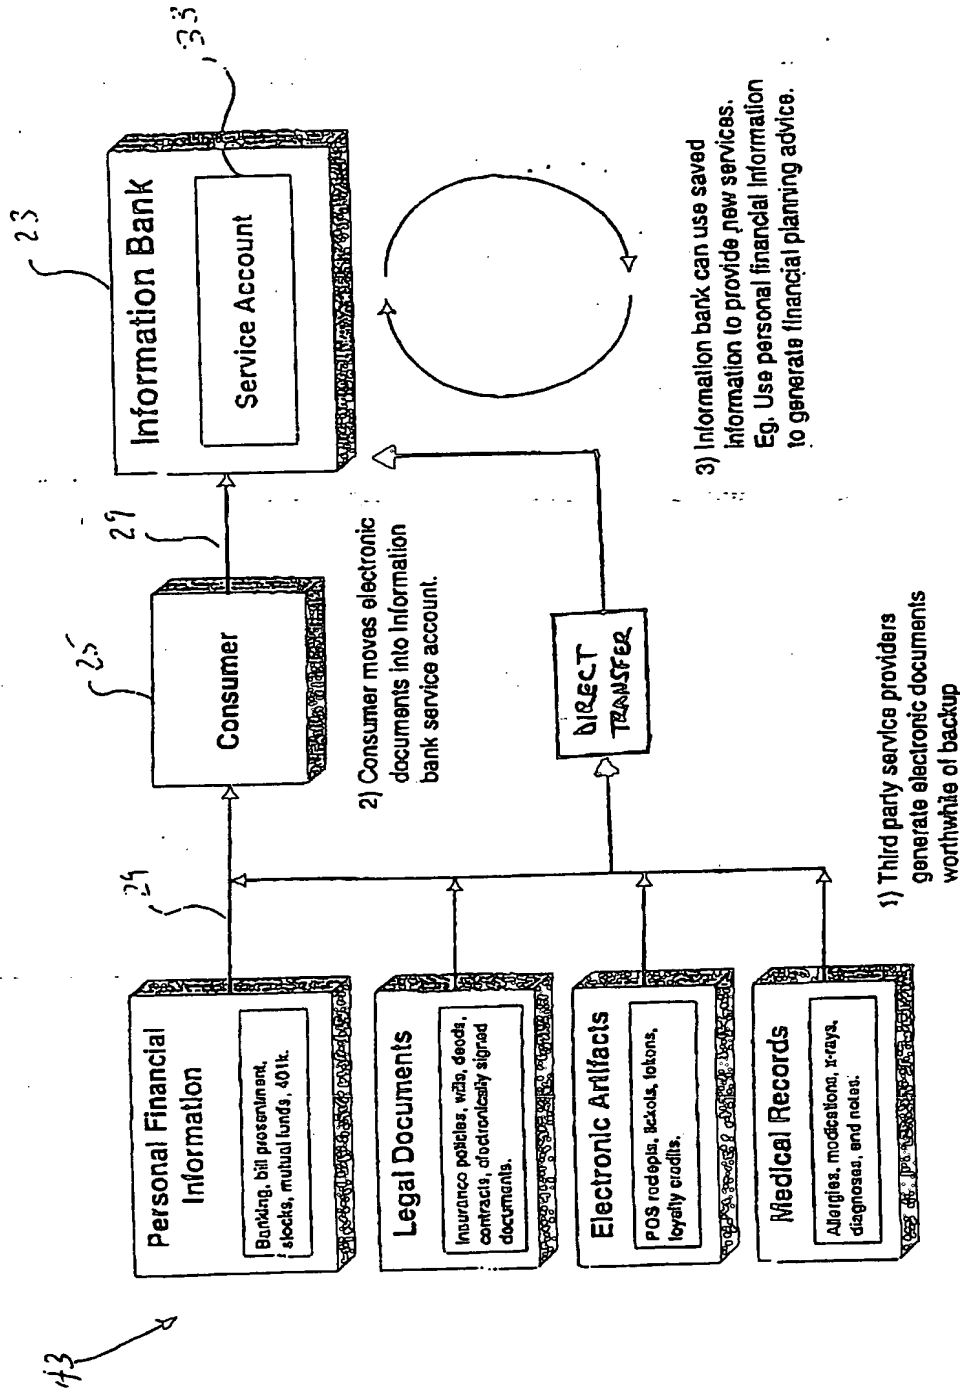 43
Personal Financial
Information
Banking, bill presentment,
stocks, mutual funds, 401k.
Legal Documents
Insurance policies, wills, deeds,
contracts, electronically signed
documents.
Electronic Artifacts
POS reciepts, tickets, tokens,
loyalty credits.
Medical Records
Allergies, medications, x-rays,
diagnoses, and notes.
1) Third party service providers
generate electronic documents
worthwhile of backup
29
25
Consumer
2) Consumer moves electronic
documents into Information
bank service account.
DIRECT
TRANSFER
29
23
33
Information Bank
Service Account
3) Information bank can use saved
Information to provide new services.
Eg. Use personal financial Information
to generate financial planning advice.